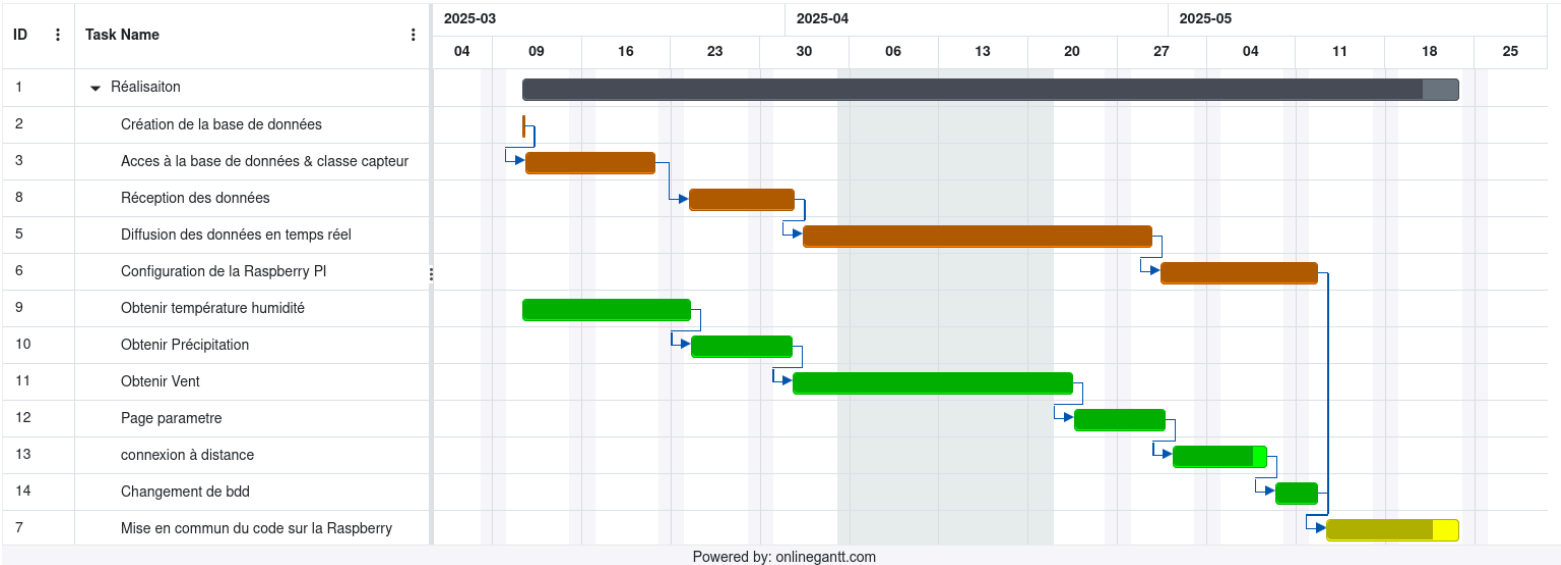 ID Task Name 2025-03 2025-04 2025-05
04 09 16 23 30 06 13 20 27 04 11 18 25
1 Réalisaiton
2 Création de la base de données
3 Acces à la base de données & classe capteur
8 Réception des données
5 Diffusion des données en temps réel
6 Configuration de la Raspberry PI
9 Obtenir température humidité
10 Obtenir Précipitation
11 Obtenir Vent
12 Page parametre
13 connexion à distance
14 Changement de bdd
7 Mise en commun du code sur la Raspberry
Powered by: onlinegantt.com